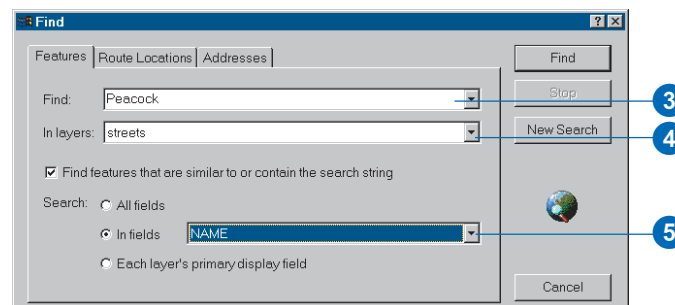 Find
Features Route Locations Addresses
Find: Peacock
In layers: streets
Find features that are similar to or contain the search string
Search: All fields
In fields NAME
Each layer's primary display field
Find
Stop
New Search
Cancel
3
4
5